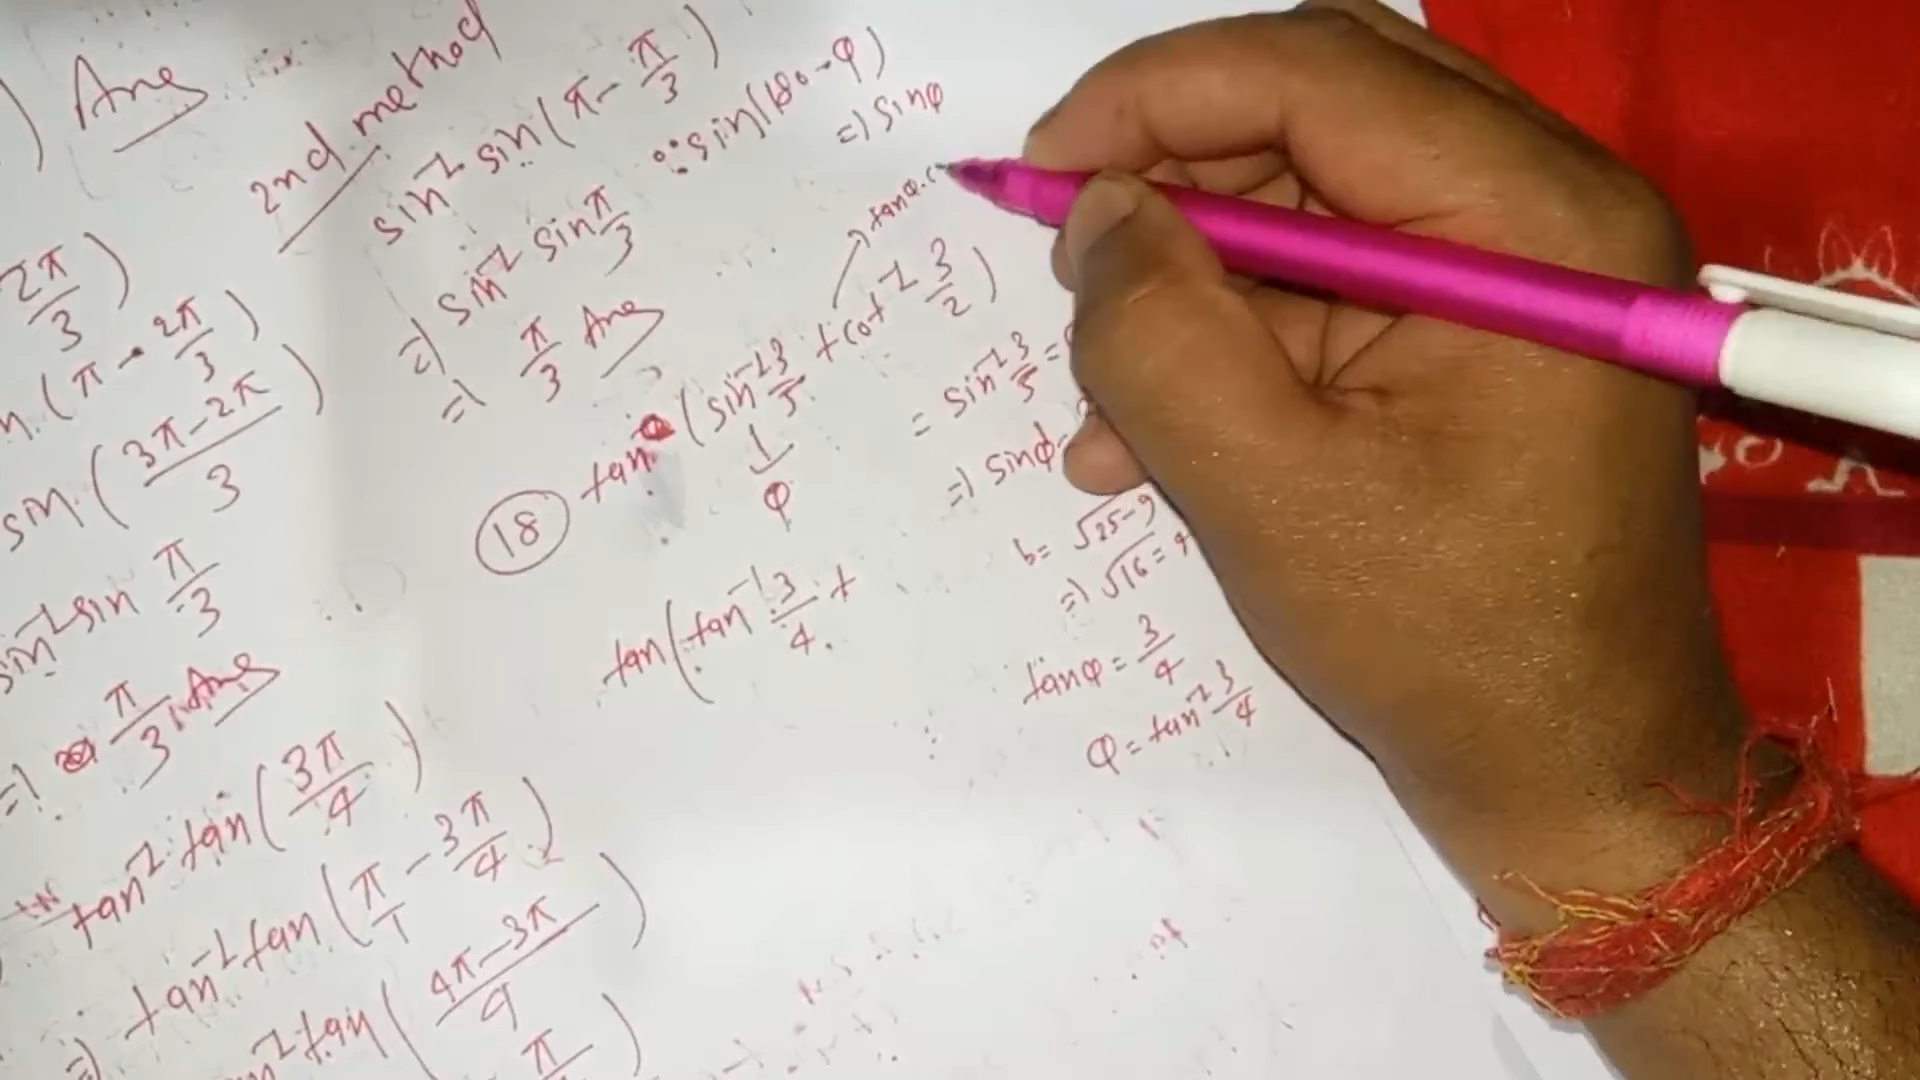 ) Ans
2nd method
sin⁻¹ sin(π - π/3)
∵ sin(180-φ)
=) sinφ
=) sin⁻¹ sin π/3
=) π/3 Ans
2π/3)
(π - 2π/3)
sin (3π-2π/3)
sin⁻¹ sin π/3
=) π/3 Ans
tan⁻¹ tan (3π/4)
tan⁻¹ tan (π/1 - 3π/4)
=) tan (4π-3π/4)
π
(18) tan (sin⁻¹ 3/5 + cot⁻¹ 3/2)
φ
tanφ.c
tan(tan⁻¹ 3/4 +
= sin⁻¹ 3/5 =
=) sinφ =
b= √25-9
=) √16 = 4
tanφ = 3/4
φ = tan⁻¹ 3/4